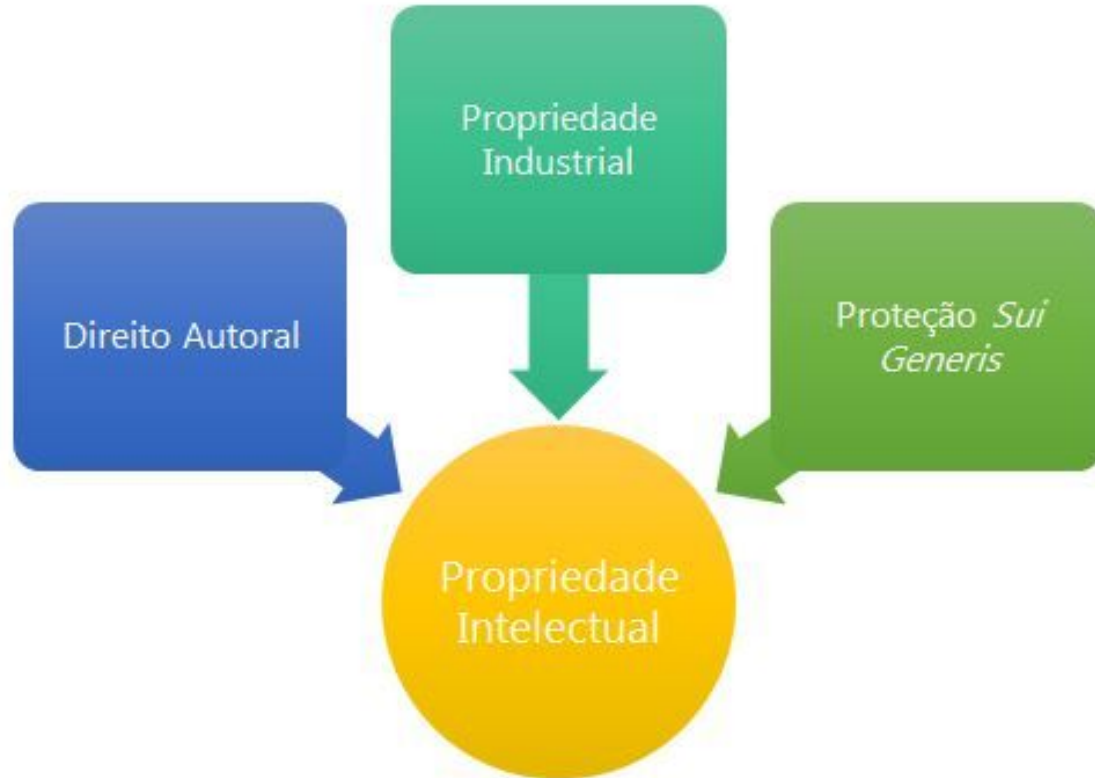 Propriedade
Industrial
Direito Autoral
Proteção Sui
Generis
Propriedade
Intelectual